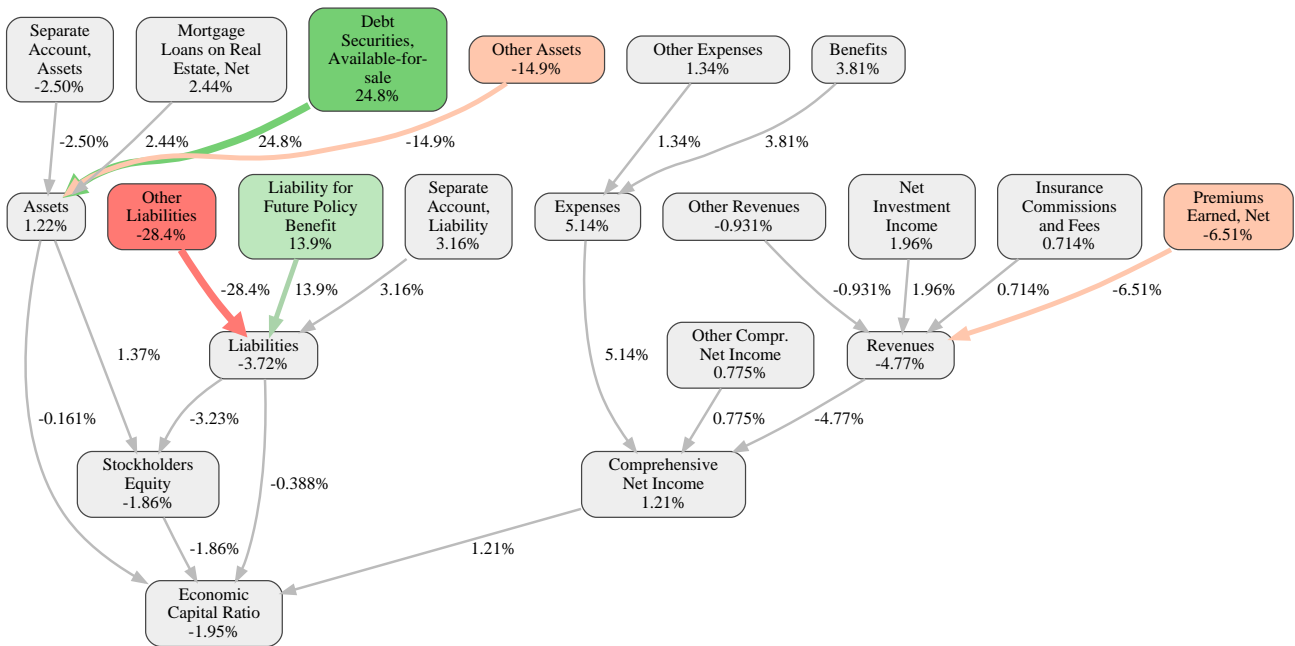 Separate
Account,
Assets
-2.50%
Mortgage
Loans on Real
Estate, Net
2.44%
Debt
Securities,
Available-for-
sale
24.8%
Other Assets
-14.9%
Other Expenses
1.34%
Benefits
3.81%
-2.50%
2.44%
24.8%
-14.9%
1.34%
3.81%
Assets
1.22%
Other
Liabilities
-28.4%
Liability for
Future Policy
Benefit
13.9%
Separate
Account,
Liability
3.16%
Expenses
5.14%
Other Revenues
-0.931%
Net
Investment
Income
1.96%
Insurance
Commissions
and Fees
0.714%
Premiums
Earned, Net
-6.51%
-28.4%
13.9%
3.16%
-0.931%
1.96%
0.714%
-6.51%
Liabilities
-3.72%
Other Compr.
Net Income
0.775%
Revenues
-4.77%
1.37%
5.14%
-0.161%
-3.23%
0.775%
-4.77%
Stockholders
Equity
-1.86%
-0.388%
Comprehensive
Net Income
1.21%
-1.86%
1.21%
Economic
Capital Ratio
-1.95%